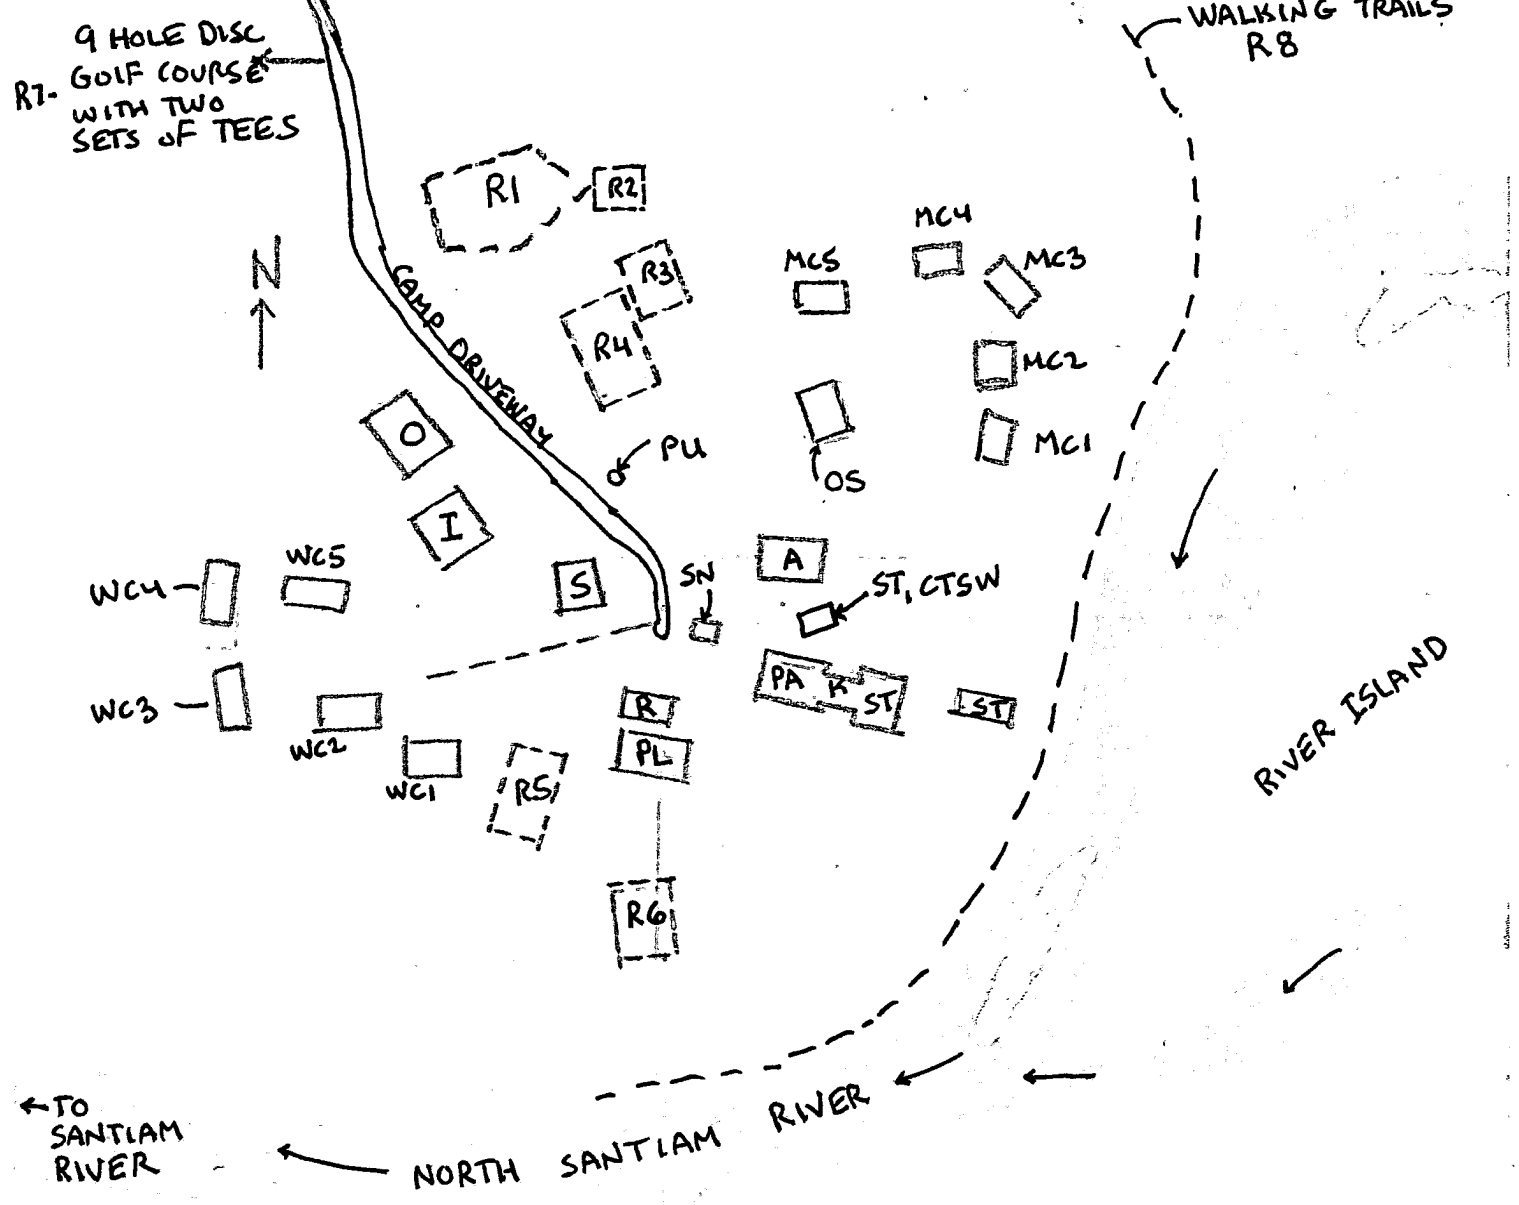 WALKING TRAILS
R8
9 HOLE DISC
R7- GOLF COURSE
WITH TWO
SETS OF TEES
R1
R2
N
MC4
MC5
MC3
R3
CAMP DRIVEWAY
R4
MC2
O
PU
MC1
OS
I
WC5
A
WC4
S
SN
ST, CTSW
PA K ST
ST
WC3
R
WC2
PL
WC1
R5
RIVER ISLAND
R6
TO
SANTIAM
RIVER
NORTH SANTIAM RIVER